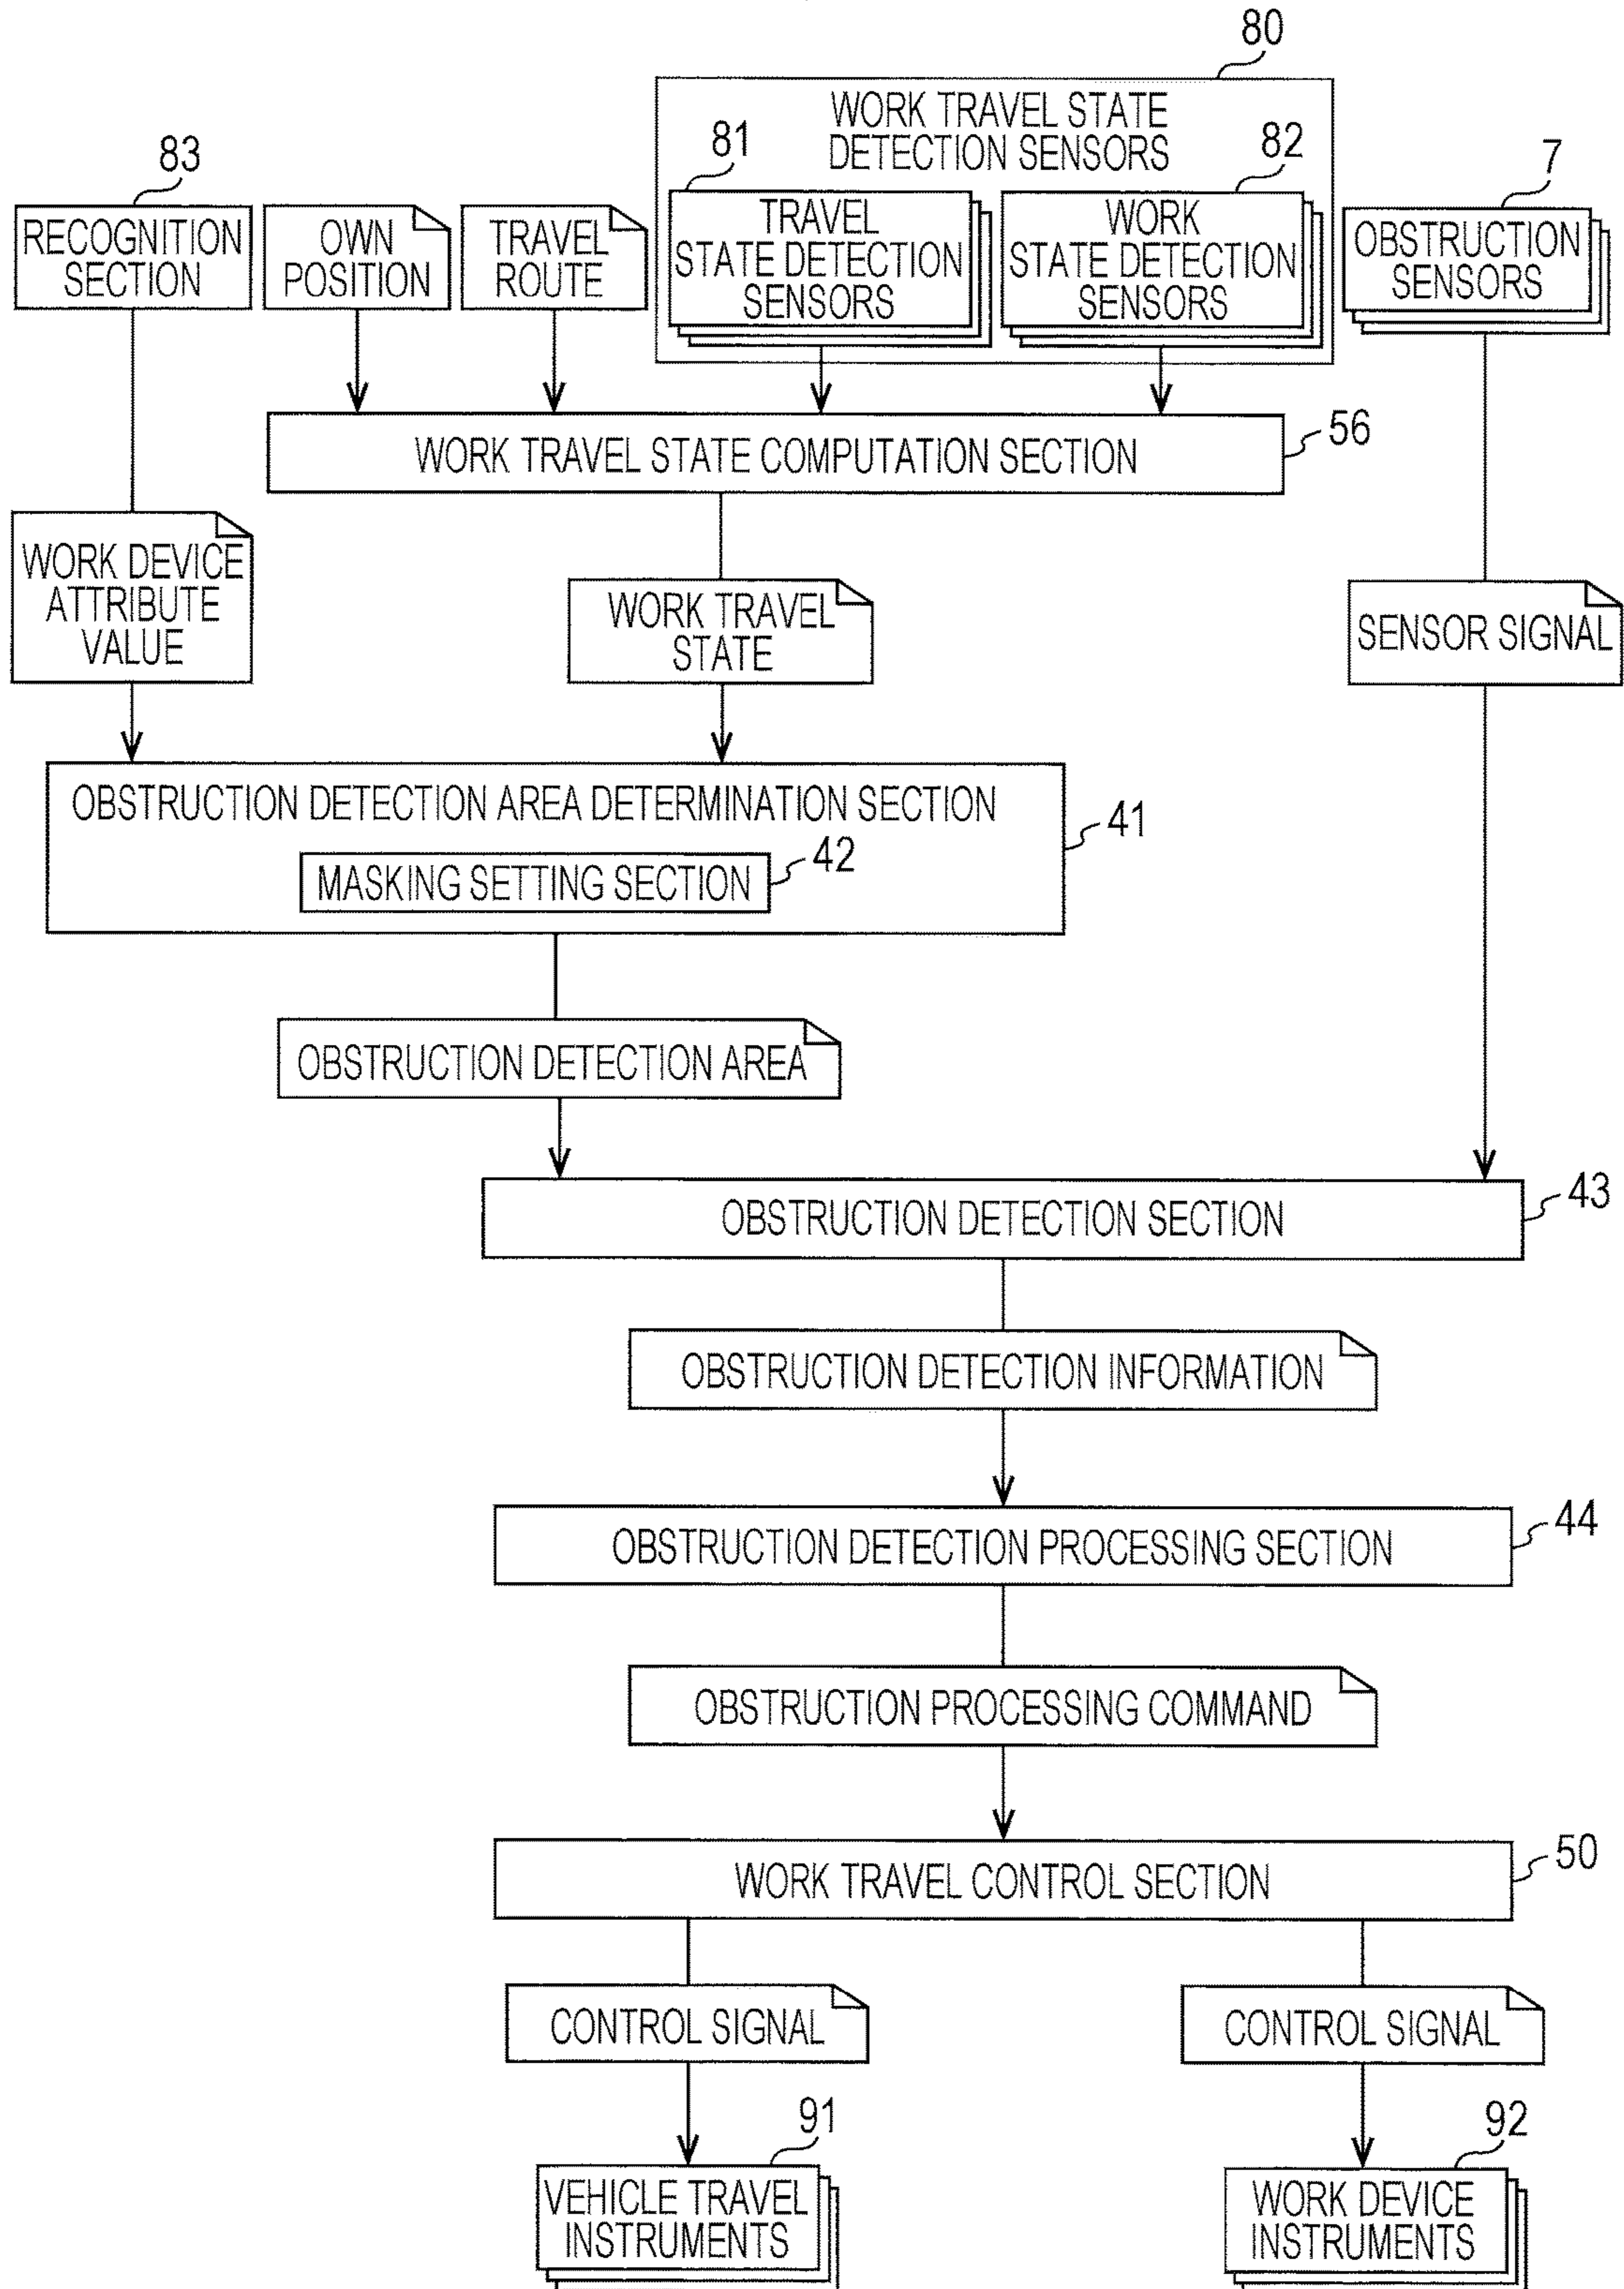 80
WORK TRAVEL STATE
DETECTION SENSORS
83
81
82
7
RECOGNITION
SECTION
OWN
POSITION
TRAVEL
ROUTE
TRAVEL
STATE DETECTION
SENSORS
WORK
STATE DETECTION
SENSORS
OBSTRUCTION
SENSORS
WORK TRAVEL STATE COMPUTATION SECTION
56
WORK DEVICE
ATTRIBUTE
VALUE
WORK TRAVEL
STATE
SENSOR SIGNAL
OBSTRUCTION DETECTION AREA DETERMINATION SECTION
41
MASKING SETTING SECTION
42
OBSTRUCTION DETECTION AREA
OBSTRUCTION DETECTION SECTION
43
OBSTRUCTION DETECTION INFORMATION
OBSTRUCTION DETECTION PROCESSING SECTION
44
OBSTRUCTION PROCESSING COMMAND
WORK TRAVEL CONTROL SECTION
50
CONTROL SIGNAL
CONTROL SIGNAL
91
92
VEHICLE TRAVEL
INSTRUMENTS
WORK DEVICE
INSTRUMENTS